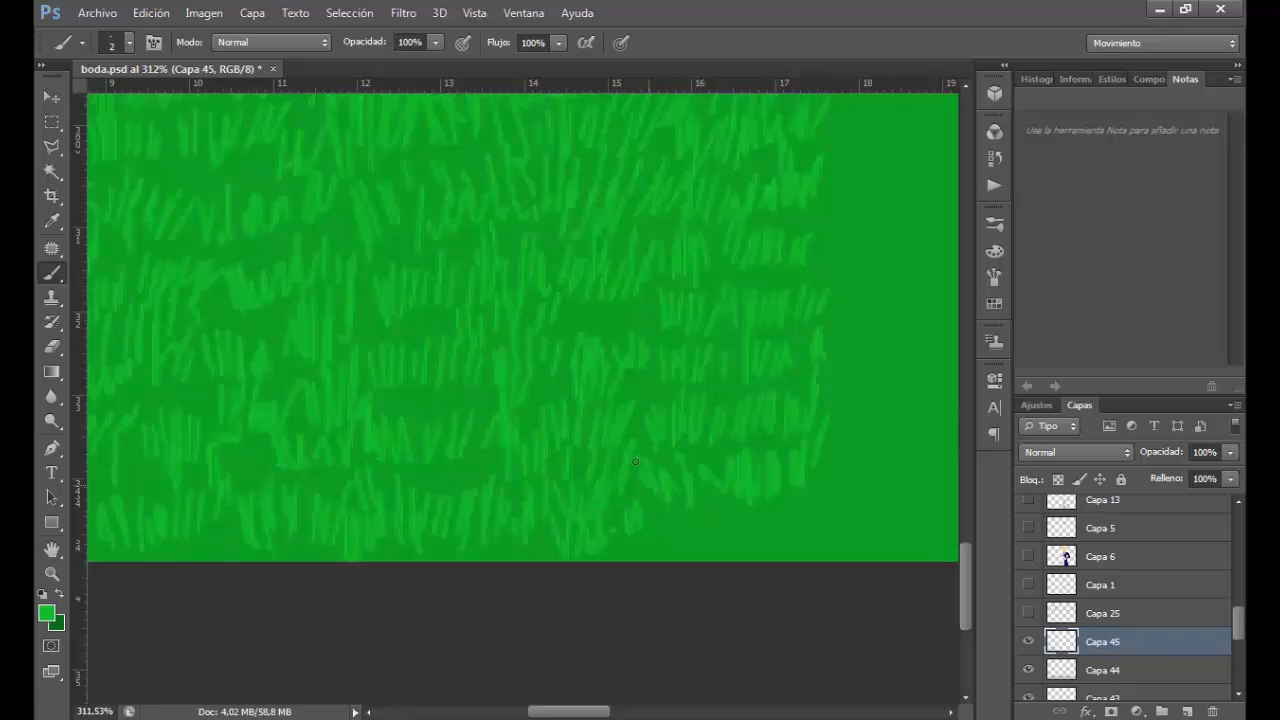 Ps Archivo Edición Imagen Capa Texto Selección Filtro 3D Vista Ventana Ayuda
2 Modo: Normal Opacidad: 100% Flujo: 100% Movimiento
boda.psd al 312% (Capa 45, RGB/8) * ×
9 10 11 12 13 14 15 16 17 18 19
Histogr Informa Estilos Compo Notas
Use la herramienta Nota para añadir una nota
Ajustes Capas
Tipo
Normal Opacidad: 100%
Bloq.: Relleno: 100%
Capa 13
Capa 5
Capa 6
Capa 1
Capa 25
Capa 45
Capa 44
Capa 43
311,53% Doc: 4,02 MB/58,8 MB